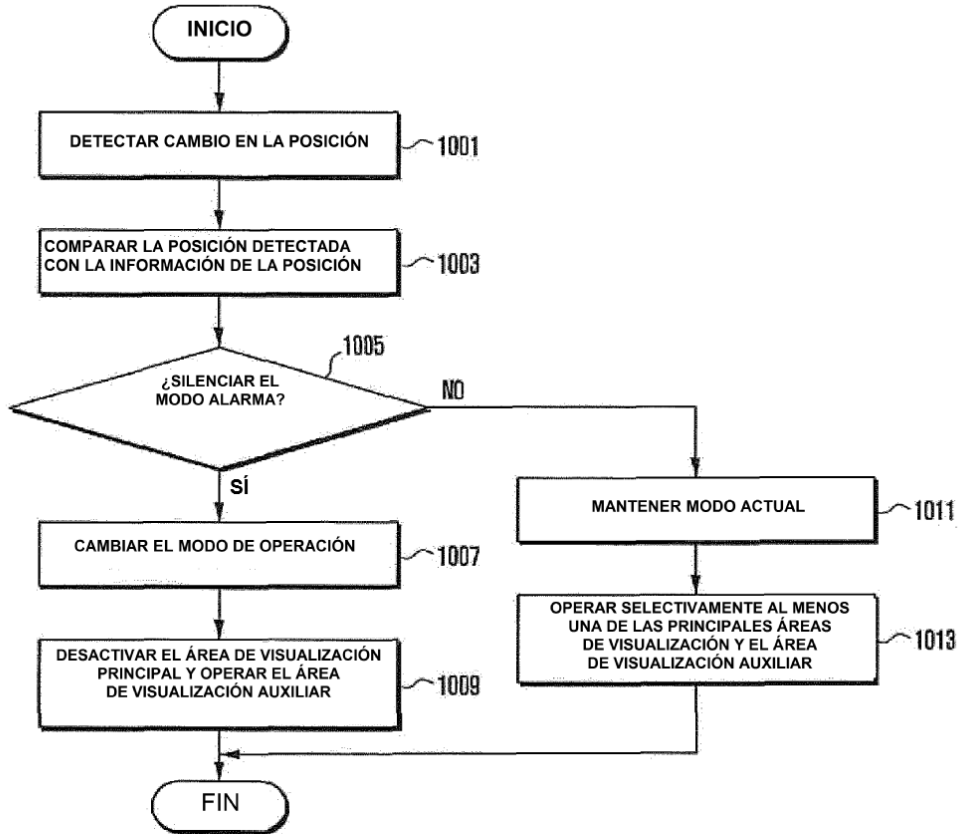 INICIO
DETECTAR CAMBIO EN LA POSICIÓN
1001
COMPARAR LA POSICIÓN DETECTADA
CON LA INFORMACIÓN DE LA POSICIÓN
1003
1005
¿SILENCIAR EL
MODO ALARMA?
NO
SÍ
MANTENER MODO ACTUAL
1011
CAMBIAR EL MODO DE OPERACIÓN
1007
OPERAR SELECTIVAMENTE AL MENOS
UNA DE LAS PRINCIPALES ÁREAS
DE VISUALIZACIÓN Y EL ÁREA
DE VISUALIZACIÓN AUXILIAR
1013
DESACTIVAR EL ÁREA DE VISUALIZACIÓN
PRINCIPAL Y OPERAR EL ÁREA
DE VISUALIZACIÓN AUXILIAR
1009
FIN